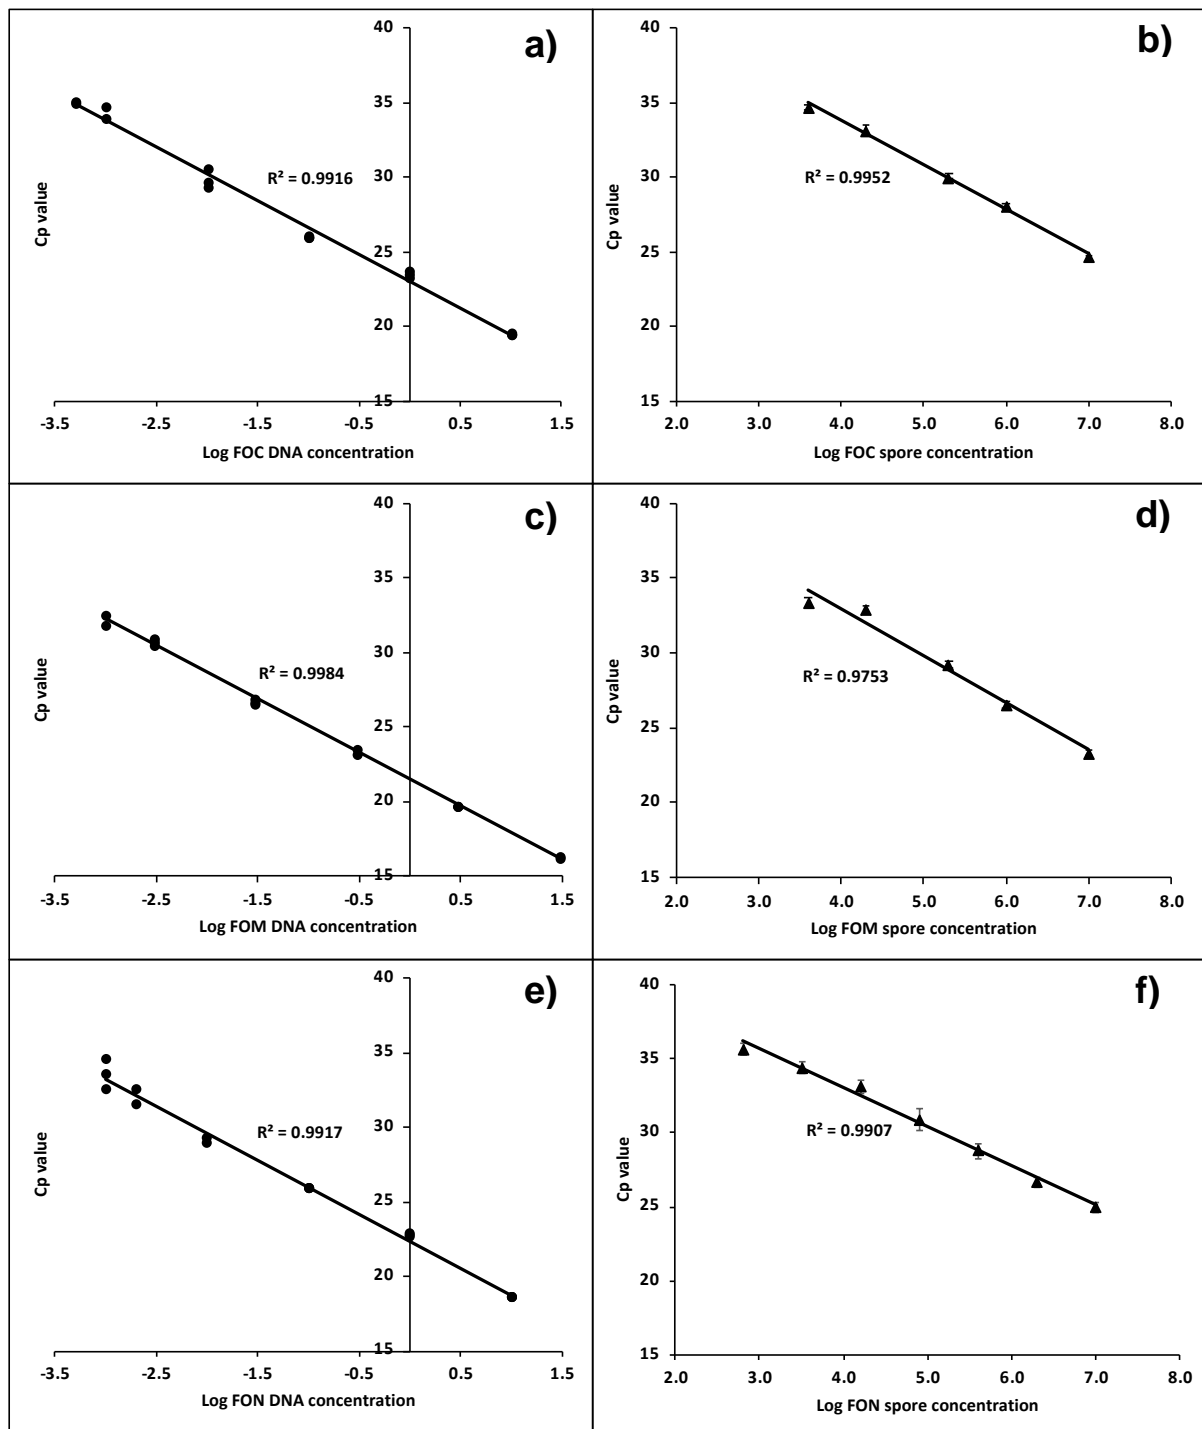 a)
40
35
30
25
20
15
Cp value
R² = 0.9916
-3.5 -2.5 -1.5 -0.5 0.5 1.5
Log FOC DNA concentration
b)
40
35
30
25
20
15
Cp value
R² = 0.9952
2.0 3.0 4.0 5.0 6.0 7.0 8.0
Log FOC spore concentration
c)
40
35
30
25
20
15
Cp value
R² = 0.9984
-3.5 -2.5 -1.5 -0.5 0.5 1.5
Log FOM DNA concentration
d)
40
35
30
25
20
15
Cp value
R² = 0.9753
2.0 3.0 4.0 5.0 6.0 7.0 8.0
Log FOM spore concentration
e)
40
35
30
25
20
15
Cp value
R² = 0.9917
-3.5 -2.5 -1.5 -0.5 0.5 1.5
Log FON DNA concentration
f)
40
35
30
25
20
15
Cp value
R² = 0.9907
2.0 3.0 4.0 5.0 6.0 7.0 8.0
Log FON spore concentration